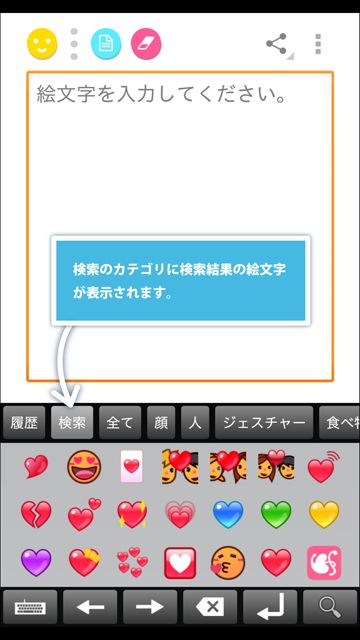 絵文字を入力してください。
検索のカテゴリに検索結果の絵文字
が表示されます。
履歴 検索 全て 顔 人 ジェスチャー 食べ